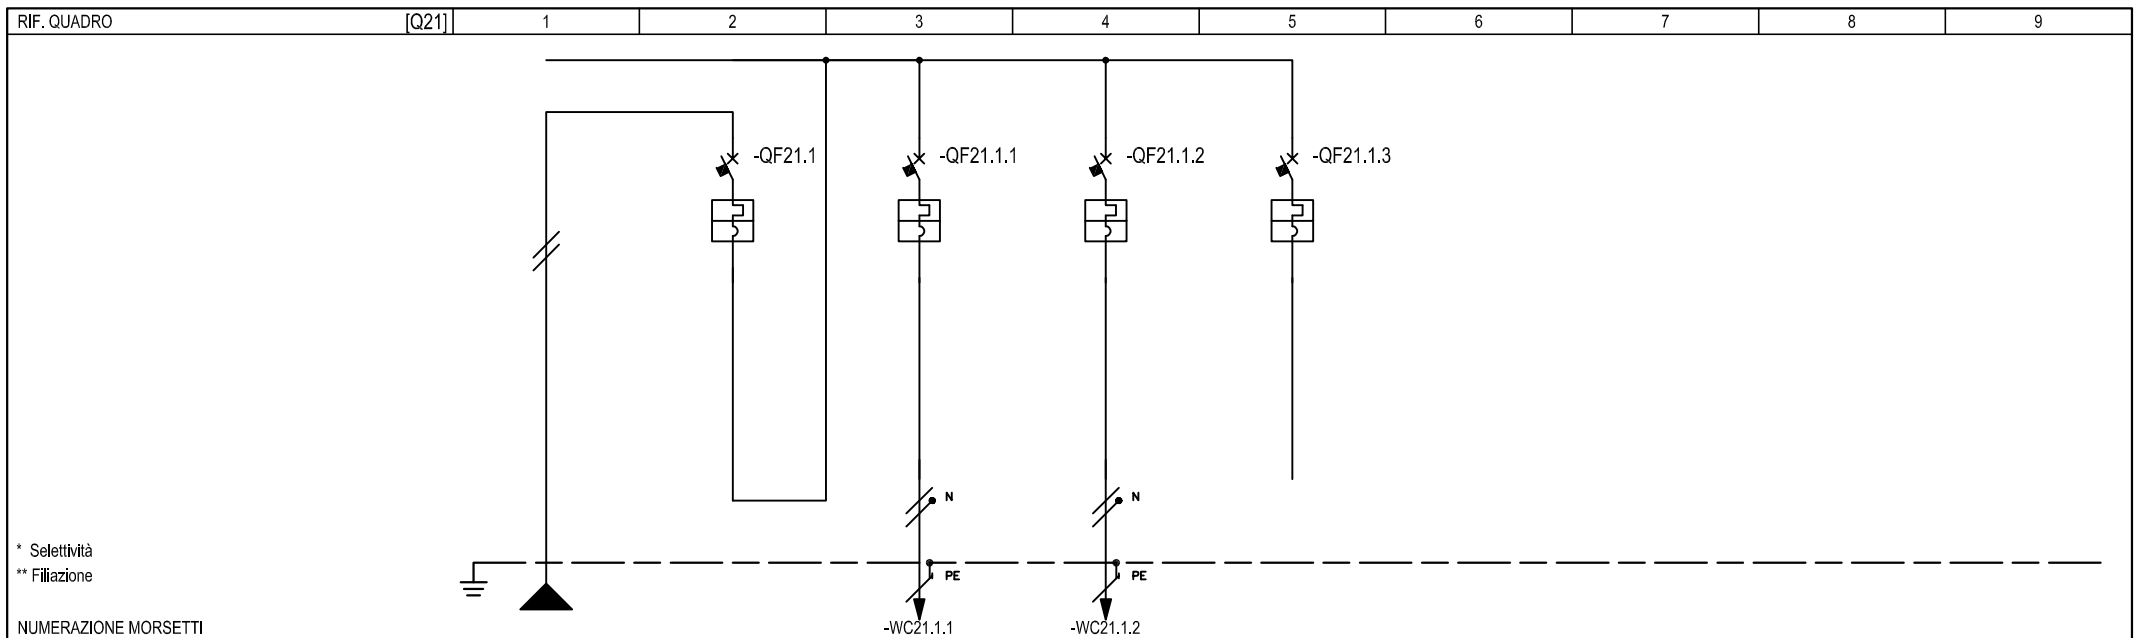 RIF. QUADRO [Q21] 1 2 3 4 5 6 7 8 9
-QF21.1 -QF21.1.1 -QF21.1.2 -QF21.1.3
N N
* Selettività
** Filiazione
PE PE
NUMERAZIONE MORSETTI -WC21.1.1 -WC21.1.2